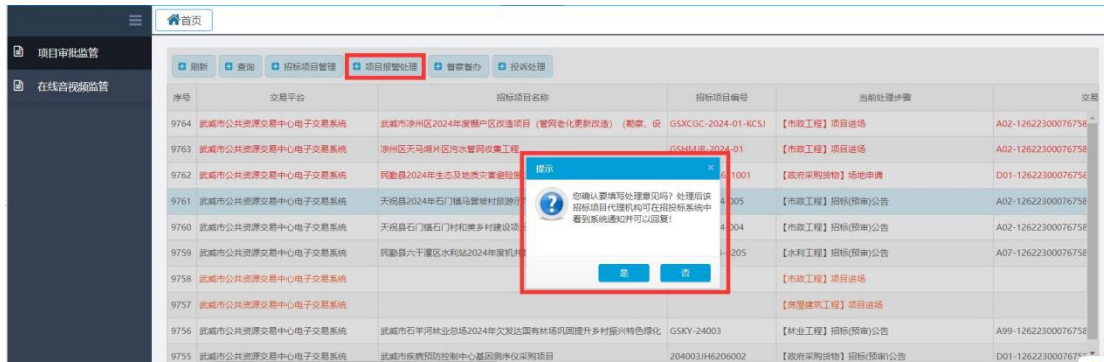 首页
项目审批监管
在线音视频监管
刷新 查询 招标项目管理 项目报警处理 督察督办 投诉处理
序号 交易平台 招标项目名称 招标项目编号 当前处理步骤 交易
9764 武威市公共资源交易中心电子交易系统 武威市凉州区2024年度棚户区改造项目（管网老化更新改造）（勘察、设 GSXCGC-2024-01-KCSJ 【市政工程】项目进场 A02-12622300076758
9763 武威市公共资源交易中心电子交易系统 凉州区天马湖片区污水管网收集工程 GSHMJR-2024-01 【市政工程】项目进场 A02-12622300076758
9762 武威市公共资源交易中心电子交易系统 民勤县2024年生态及地质灾害避险 1001 【政府采购货物】场地申请 D01-12622300076758
9761 武威市公共资源交易中心电子交易系统 天祝县2024年石门镇马营坡村旅游 005 【市政工程】招标(预审)公告 A02-12622300076758
9760 武威市公共资源交易中心电子交易系统 天祝县石门镇石门村和美乡村建设项 004 【市政工程】招标(预审)公告 A02-12622300076758
9759 武威市公共资源交易中心电子交易系统 民勤县六干灌区水利站2024年度机井 0205 【水利工程】招标(预审)公告 A07-12622300076758
9758 武威市公共资源交易中心电子交易系统 【市政工程】项目进场
9757 武威市公共资源交易中心电子交易系统 【房屋建筑工程】项目进场
9756 武威市公共资源交易中心电子交易系统 武威市石羊河林业总场2024年欠发达国有林场巩固提升乡村振兴特色绿化 GSKY-24003 【林业工程】招标(预审)公告 A99-12622300076758
9755 武威市公共资源交易中心电子交易系统 武威市疾病预防控制中心基因测序仪采购项目 204003JH6206002 【政府采购货物】招标(预审)公告 D01-12622300076758
提示
您确认要填写处理意见吗？处理后该
招标项目代理机构可在招投标系统中
看到系统通知并可以回复!
是 否